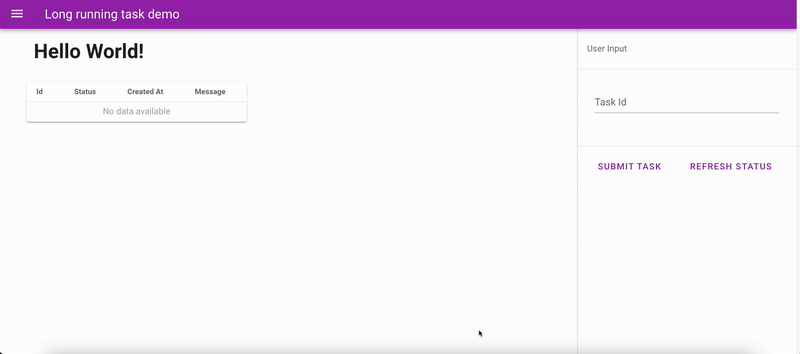 Long running task demo
Hello World!
Id Status Created At Message
No data available
User Input
Task Id
SUBMIT TASK REFRESH STATUS